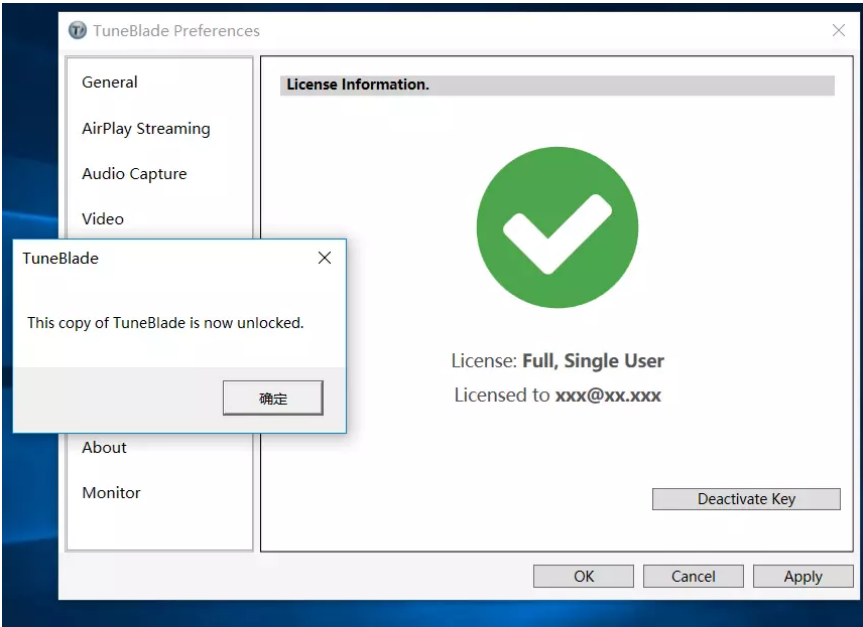 TuneBlade Preferences
General
AirPlay Streaming
Audio Capture
Video
About
Monitor
License Information.
License: Full, Single User
Licensed to xxx@xx.xxx
Deactivate Key
OK
Cancel
Apply
TuneBlade
This copy of TuneBlade is now unlocked.
确定